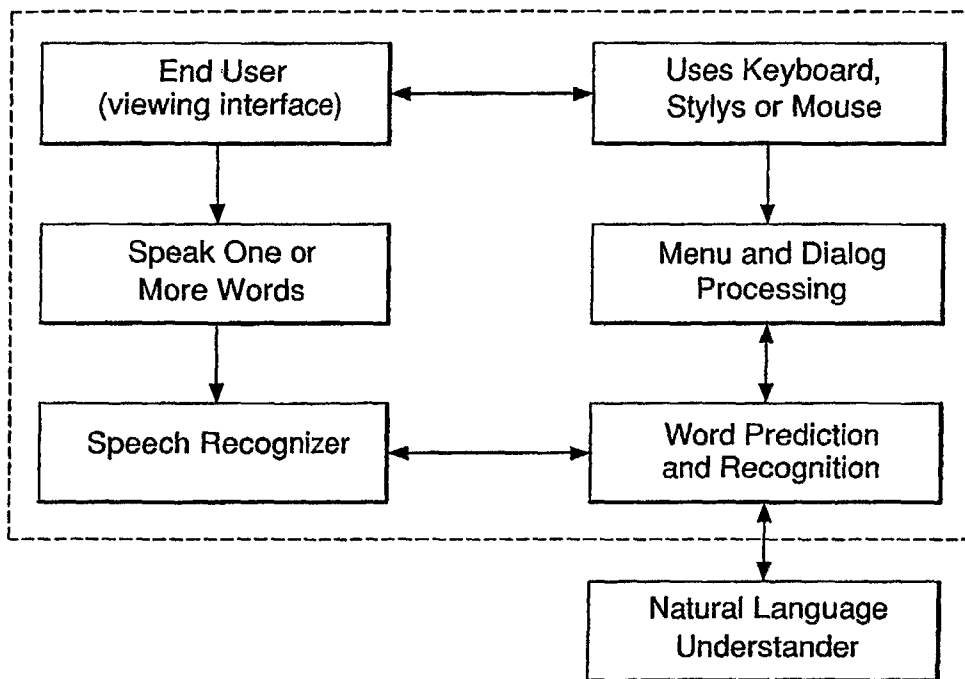 End User
(viewing interface)
Uses Keyboard,
Stylys or Mouse
Speak One or
More Words
Menu and Dialog
Processing
Speech Recognizer
Word Prediction
and Recognition
Natural Language
Understander